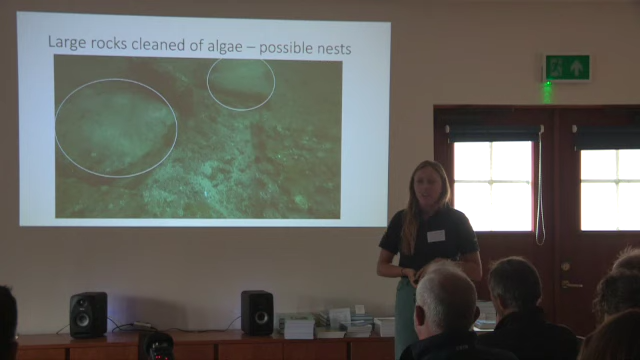 Large rocks cleaned of algae – possible nests